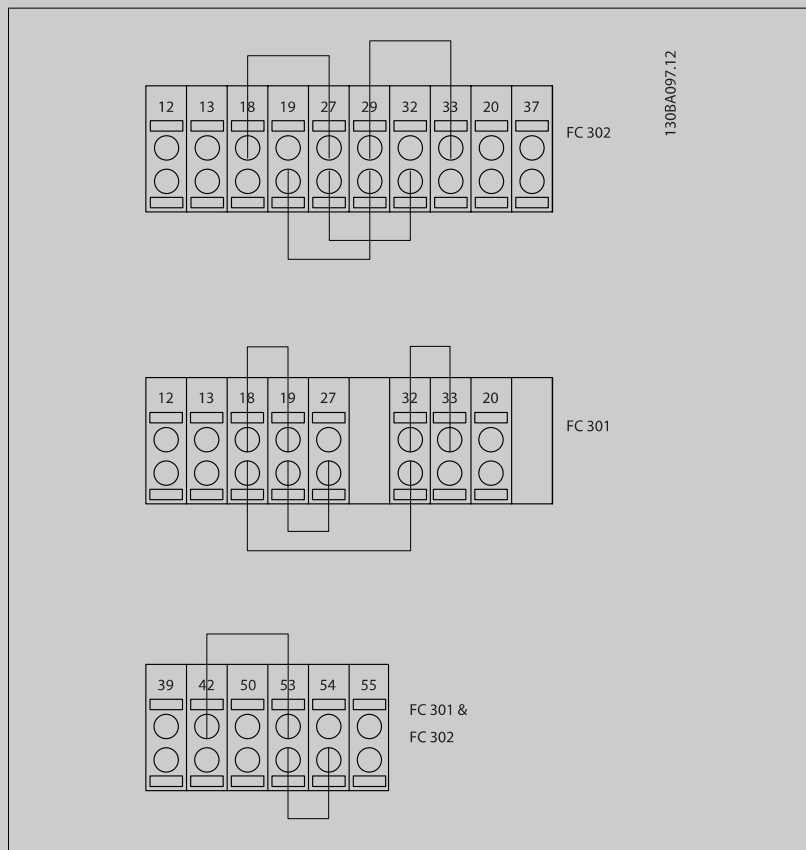 12 13 18 19 27 29 32 33 20 37
FC 302
130BA097.12
12 13 18 19 27 32 33 20
FC 301
39 42 50 53 54 55
FC 301 &
FC 302